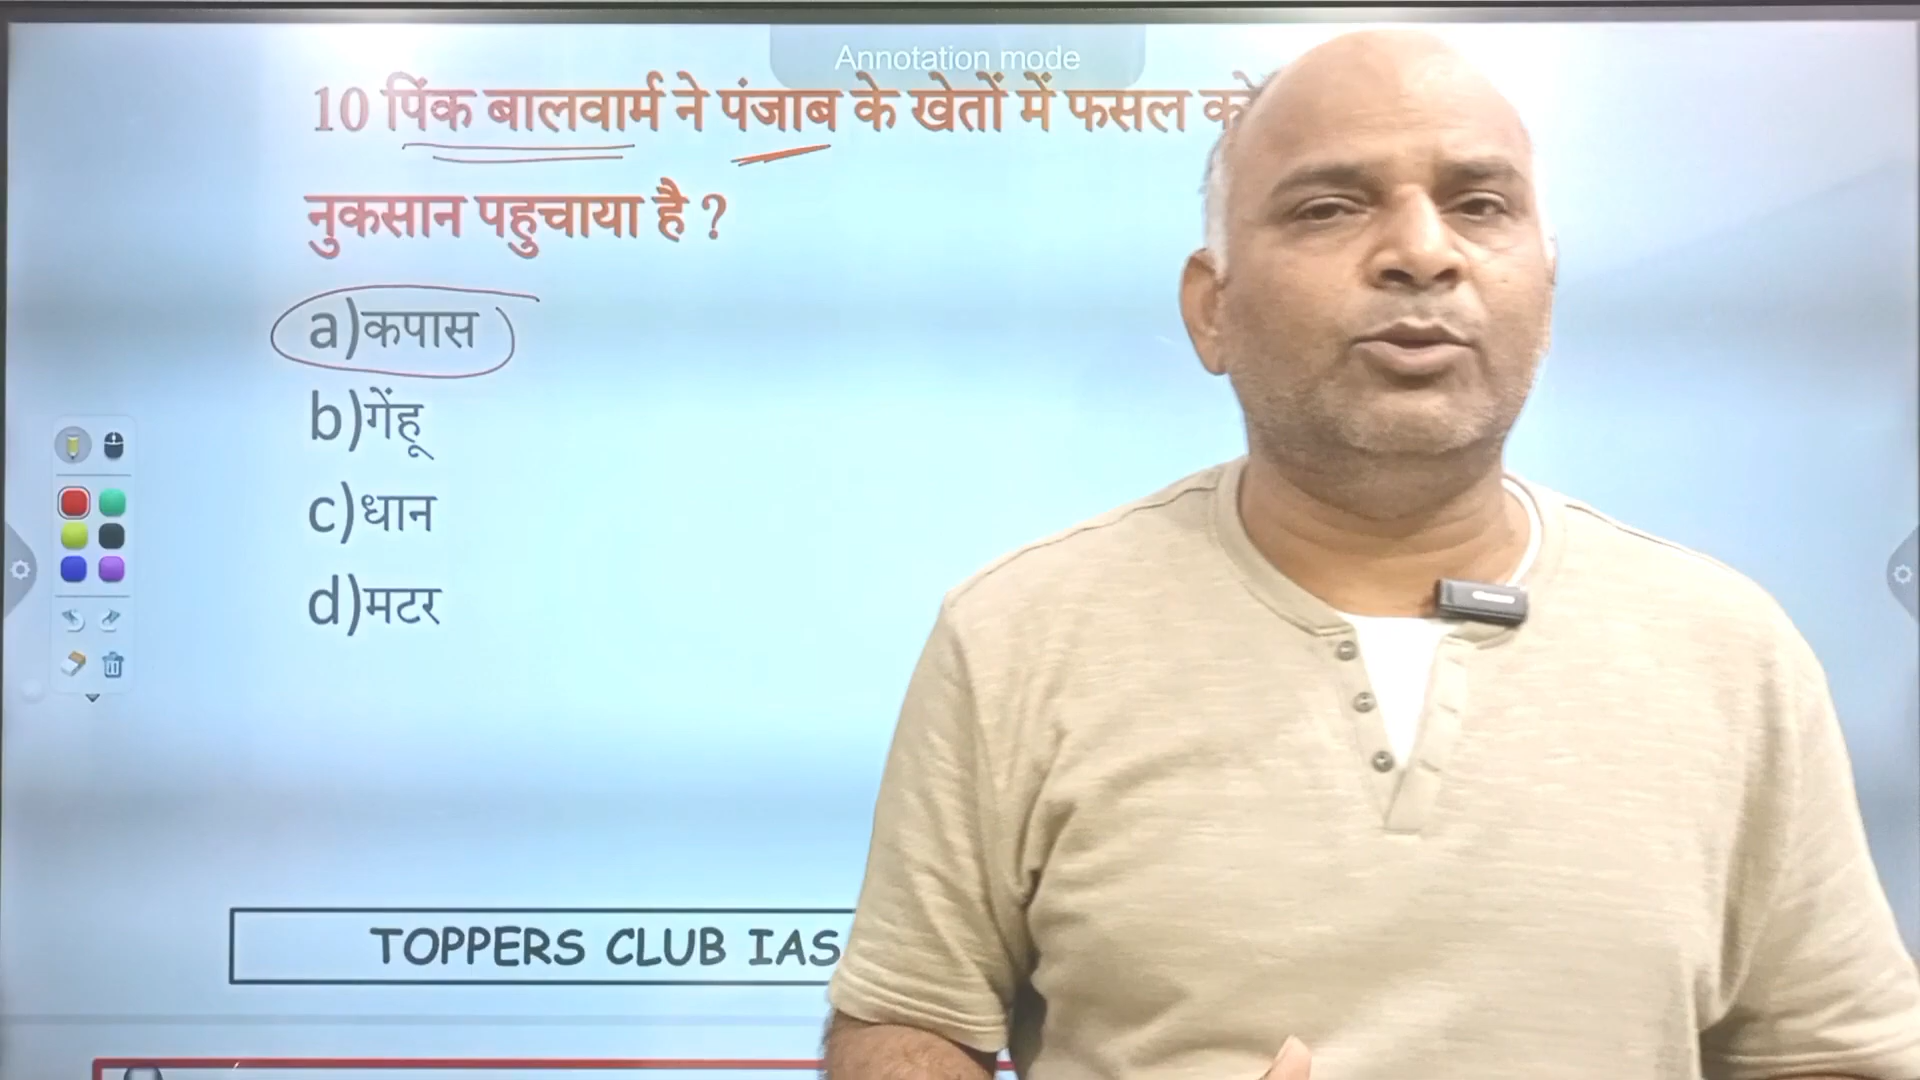 Annotation mode
10 पिंक बालवार्म ने पंजाब के खेतों में फसल को
नुकसान पहुचाया है ?
a)कपास
b)गेंहू
c)धान
d)मटर
TOPPERS CLUB IAS